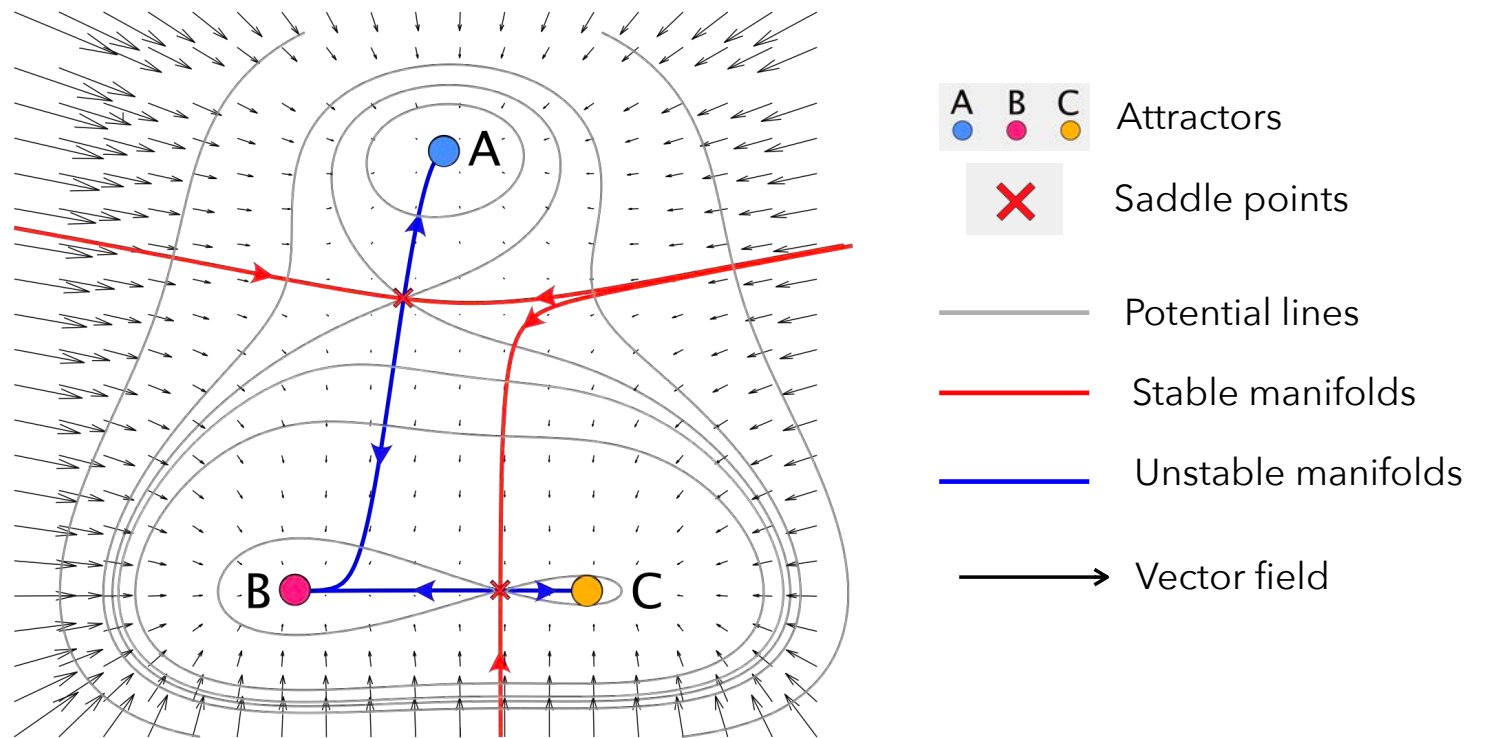 A
B
C
A B C
Attractors
Saddle points
Potential lines
Stable manifolds
Unstable manifolds
Vector field